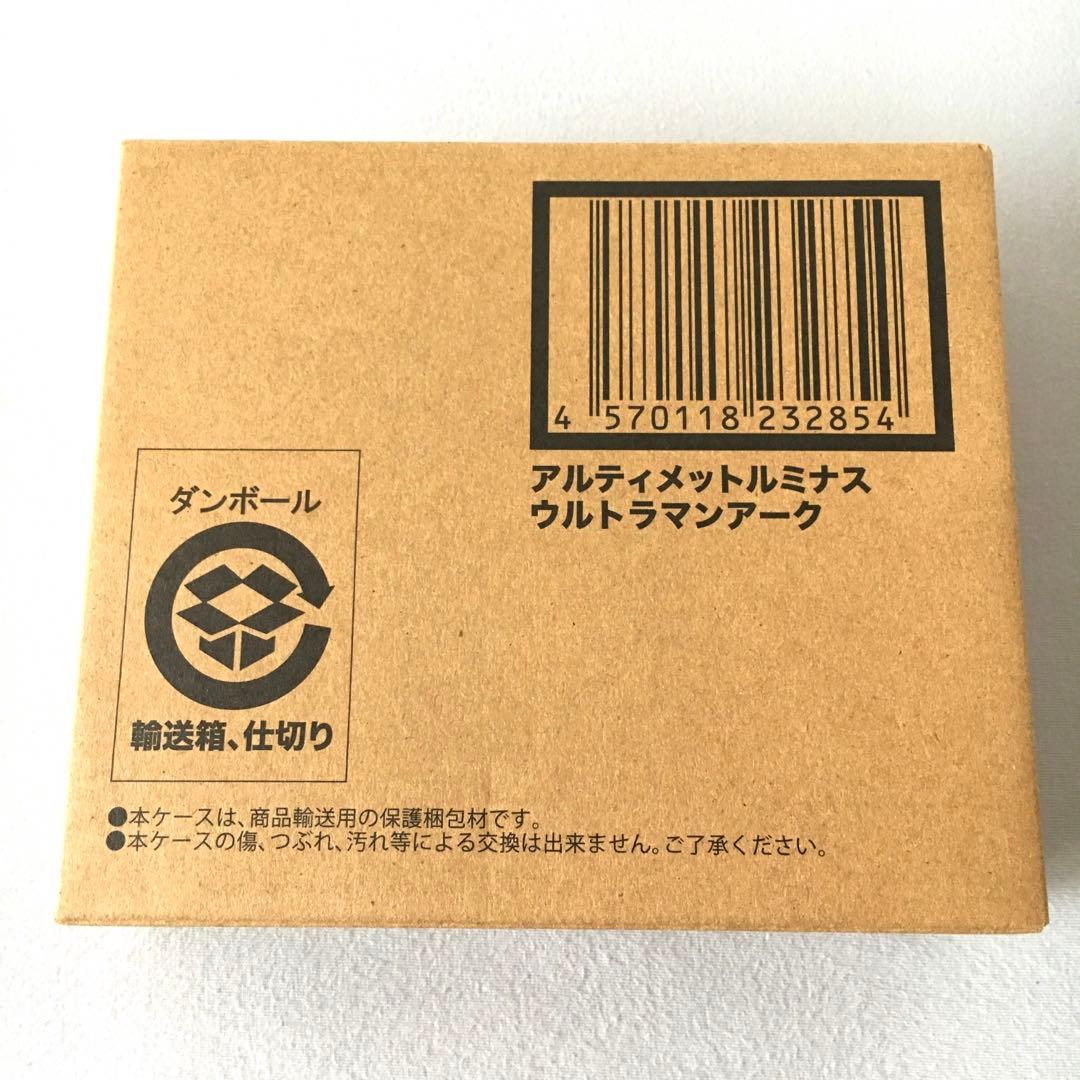 4 570118 232854
アルティメットルミナス
ウルトラマンアーク
ダンボール
輸送箱、仕切り
●本ケースは、商品輸送用の保護梱包材です。
●本ケースの傷、つぶれ、汚れ等による交換は出来ません。ご了承ください。